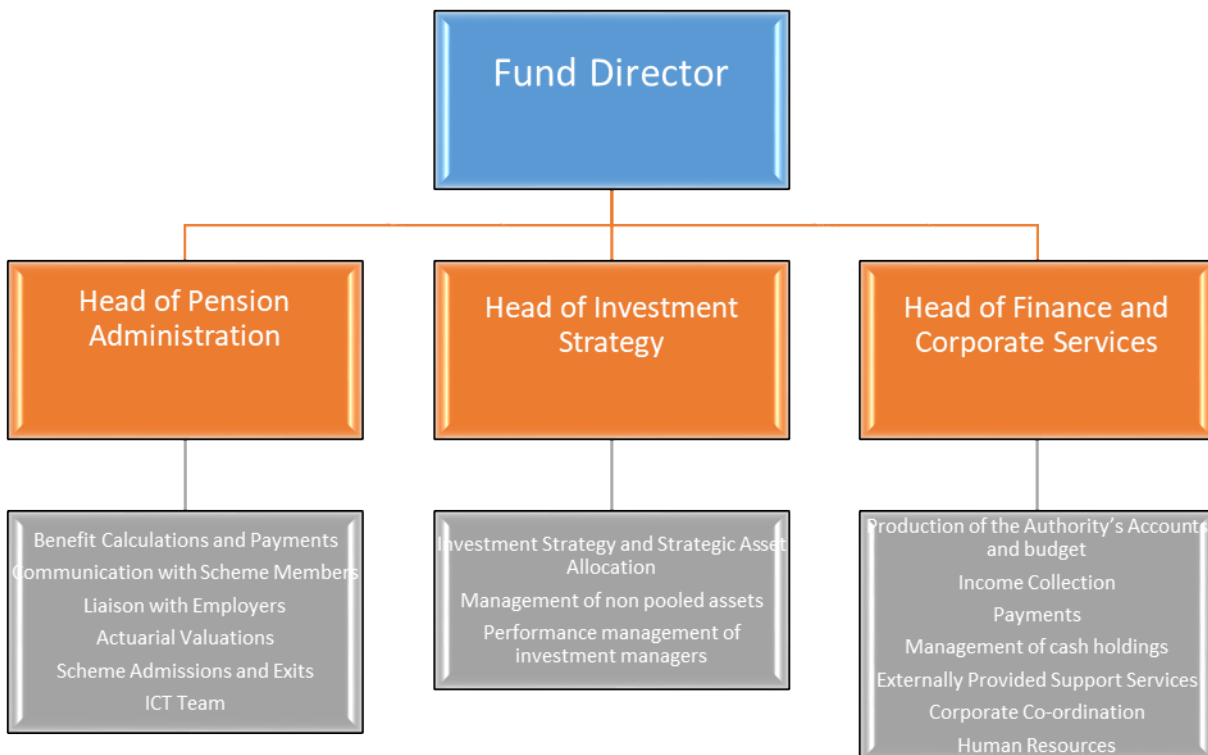 Fund Director
Head of Pension
Administration
Head of Investment
Strategy
Head of Finance and
Corporate Services
Benefit Calculations and Payments
Communication with Scheme Members
Liaison with Employers
Actuarial Valuations
Scheme Admissions and Exits
ICT Team
Investment Strategy and Strategic Asset
Allocation
Management of non pooled assets
Performance management of
investment managers
Production of the Authority’s Accounts
and budget
Income Collection
Payments
Management of cash holdings
Externally Provided Support Services
Corporate Co-ordination
Human Resources